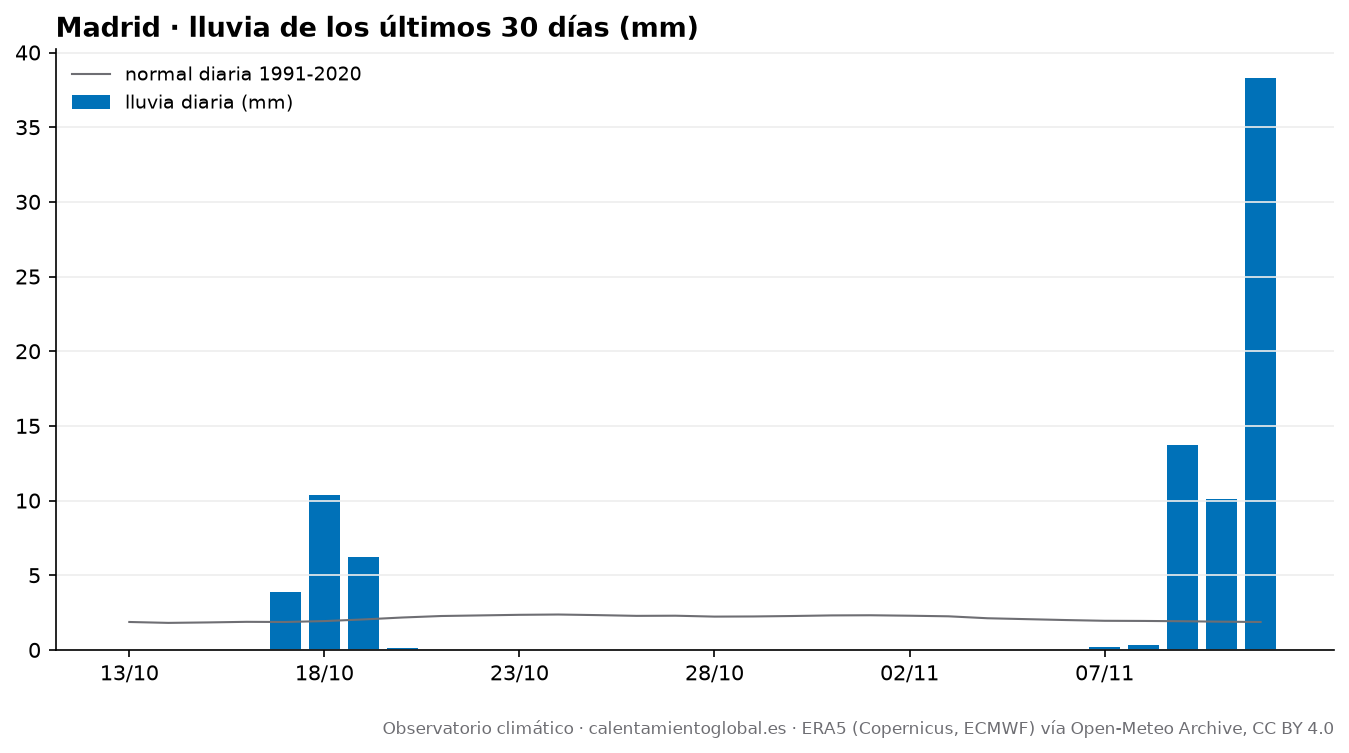 Madrid · lluvia de los últimos 30 días (mm)
normal diaria 1991-2020
lluvia diaria (mm)
40
35
30
25
20
15
10
5
0
13/10 18/10 23/10 28/10 02/11 07/11
Observatorio climático · calentamientoglobal.es · ERA5 (Copernicus, ECMWF) vía Open-Meteo Archive, CC BY 4.0